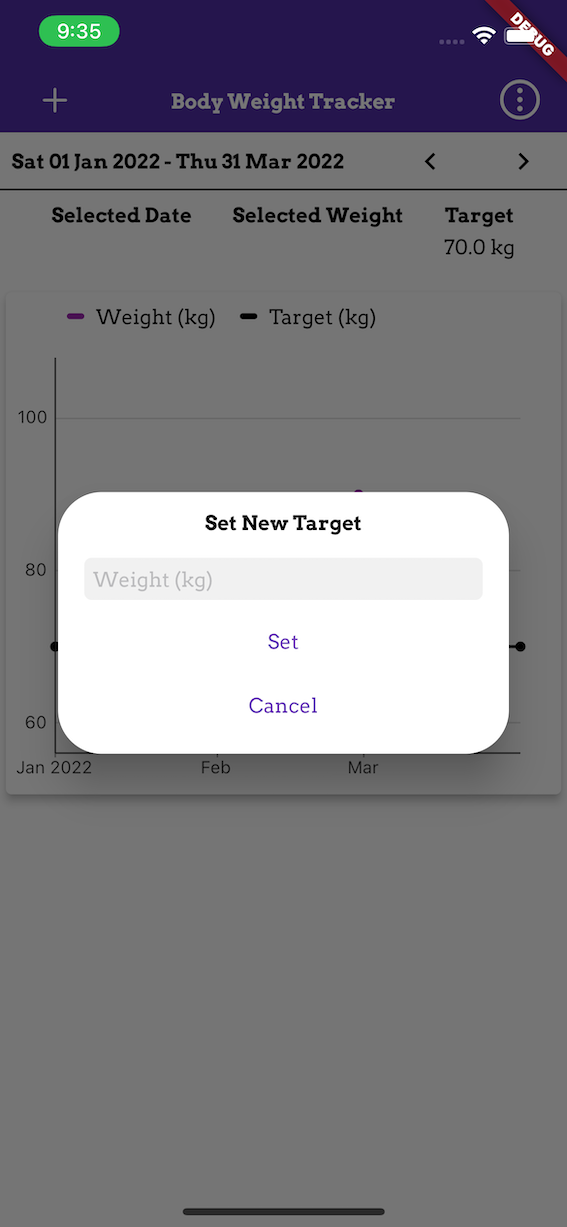 9:35
DEBUG
Body Weight Tracker
Sat 01 Jan 2022 - Thu 31 Mar 2022
Selected Date Selected Weight Target
70.0 kg
Weight (kg) Target (kg)
100
80
60
Jan 2022 Feb Mar
Set New Target
Weight (kg)
Set
Cancel